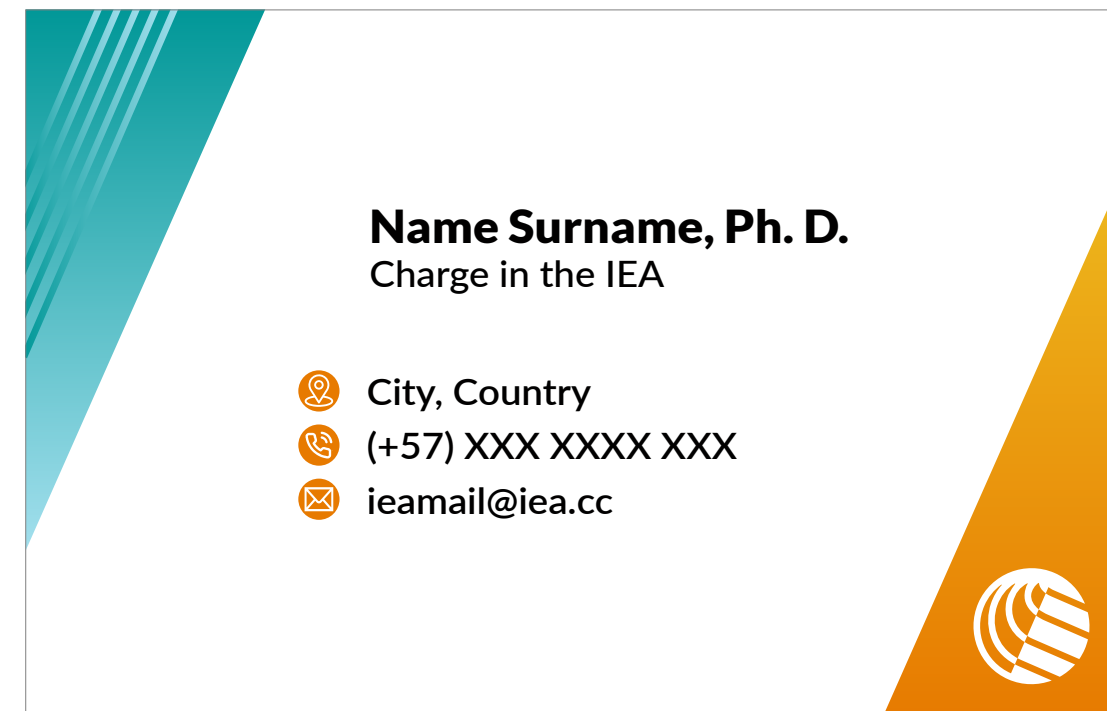 Name Surname, Ph. D.
Charge in the IEA
City, Country
(+57) XXX XXXX XXX
ieamail@iea.cc